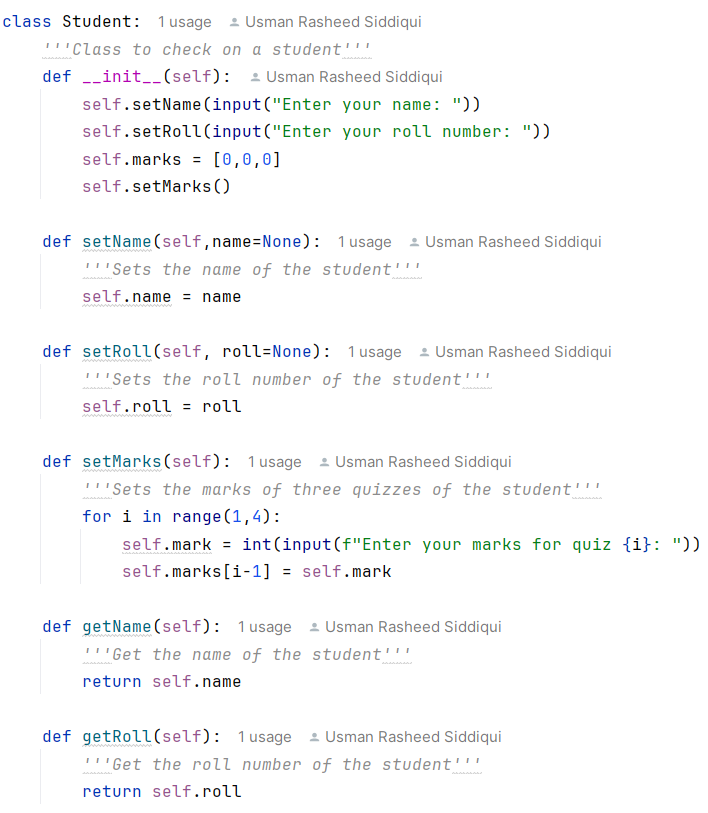 class Student: 1 usage Usman Rasheed Siddiqui
'''Class to check on a student'''
def __init__(self): Usman Rasheed Siddiqui
self.setName(input("Enter your name: "))
self.setRoll(input("Enter your roll number: "))
self.marks = [0,0,0]
self.setMarks()
def setName(self,name=None): 1 usage Usman Rasheed Siddiqui
'''Sets the name of the student'''
self.name = name
def setRoll(self, roll=None): 1 usage Usman Rasheed Siddiqui
'''Sets the roll number of the student'''
self.roll = roll
def setMarks(self): 1 usage Usman Rasheed Siddiqui
'''Sets the marks of three quizzes of the student'''
for i in range(1,4):
self.mark = int(input(f"Enter your marks for quiz {i}: "))
self.marks[i-1] = self.mark
def getName(self): 1 usage Usman Rasheed Siddiqui
'''Get the name of the student'''
return self.name
def getRoll(self): 1 usage Usman Rasheed Siddiqui
'''Get the roll number of the student'''
return self.roll